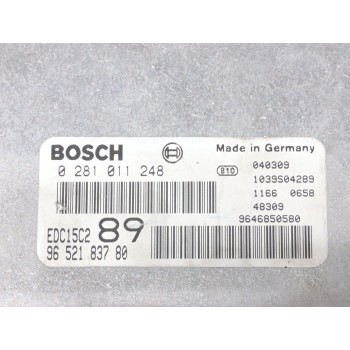 BOSCH
Made in Germany
0 281 011 248
810
040309
1039S04289
1166 0658
48309
9646850580
EDC15C2 89
96 521 837 80